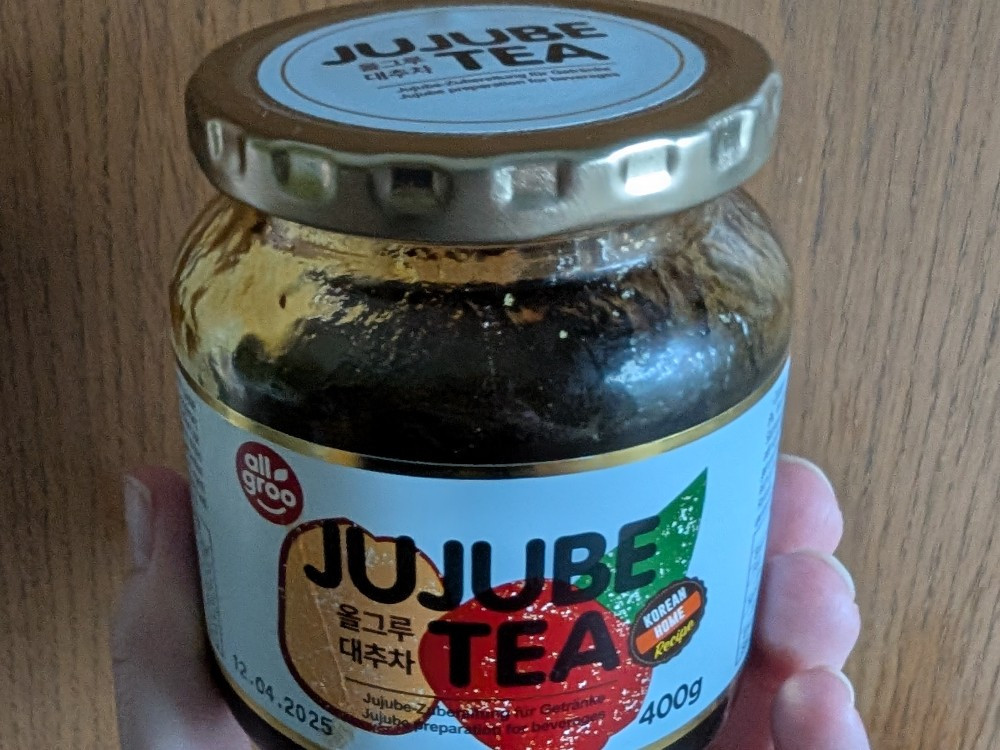 JUJUBE
올그루 TEA
대추차
Jujube-Zubereitung für Getränke
Jujube preparation for beverages
all
groo
JUJUBE
올그루 TEA
대추차
KOREAN
HOME
Recipe
12.04.2025
Jujube-Zubereitung für Getränke
Jujube preparation for beverages
400g